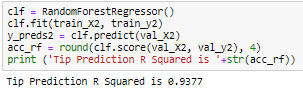 clf = RandomForestRegressor()
clf.fit(train_X2, train_y2)
y_preds2 = clf.predict(val_X2)
acc_rf = round(clf.score(val_X2, val_y2), 4)
print ('Tip Prediction R Squared is '+str(acc_rf))
Tip Prediction R Squared is 0.9377